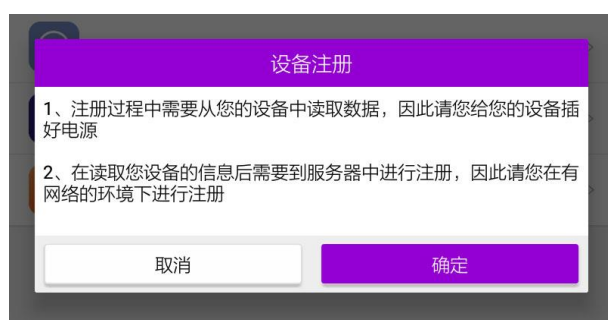 设备注册
1、注册过程中需要从您的设备中读取数据，因此请您给您的设备插
好电源
2、在读取您设备的信息后需要到服务器中进行注册，因此请您在有
网络的环境下进行注册
取消
确定